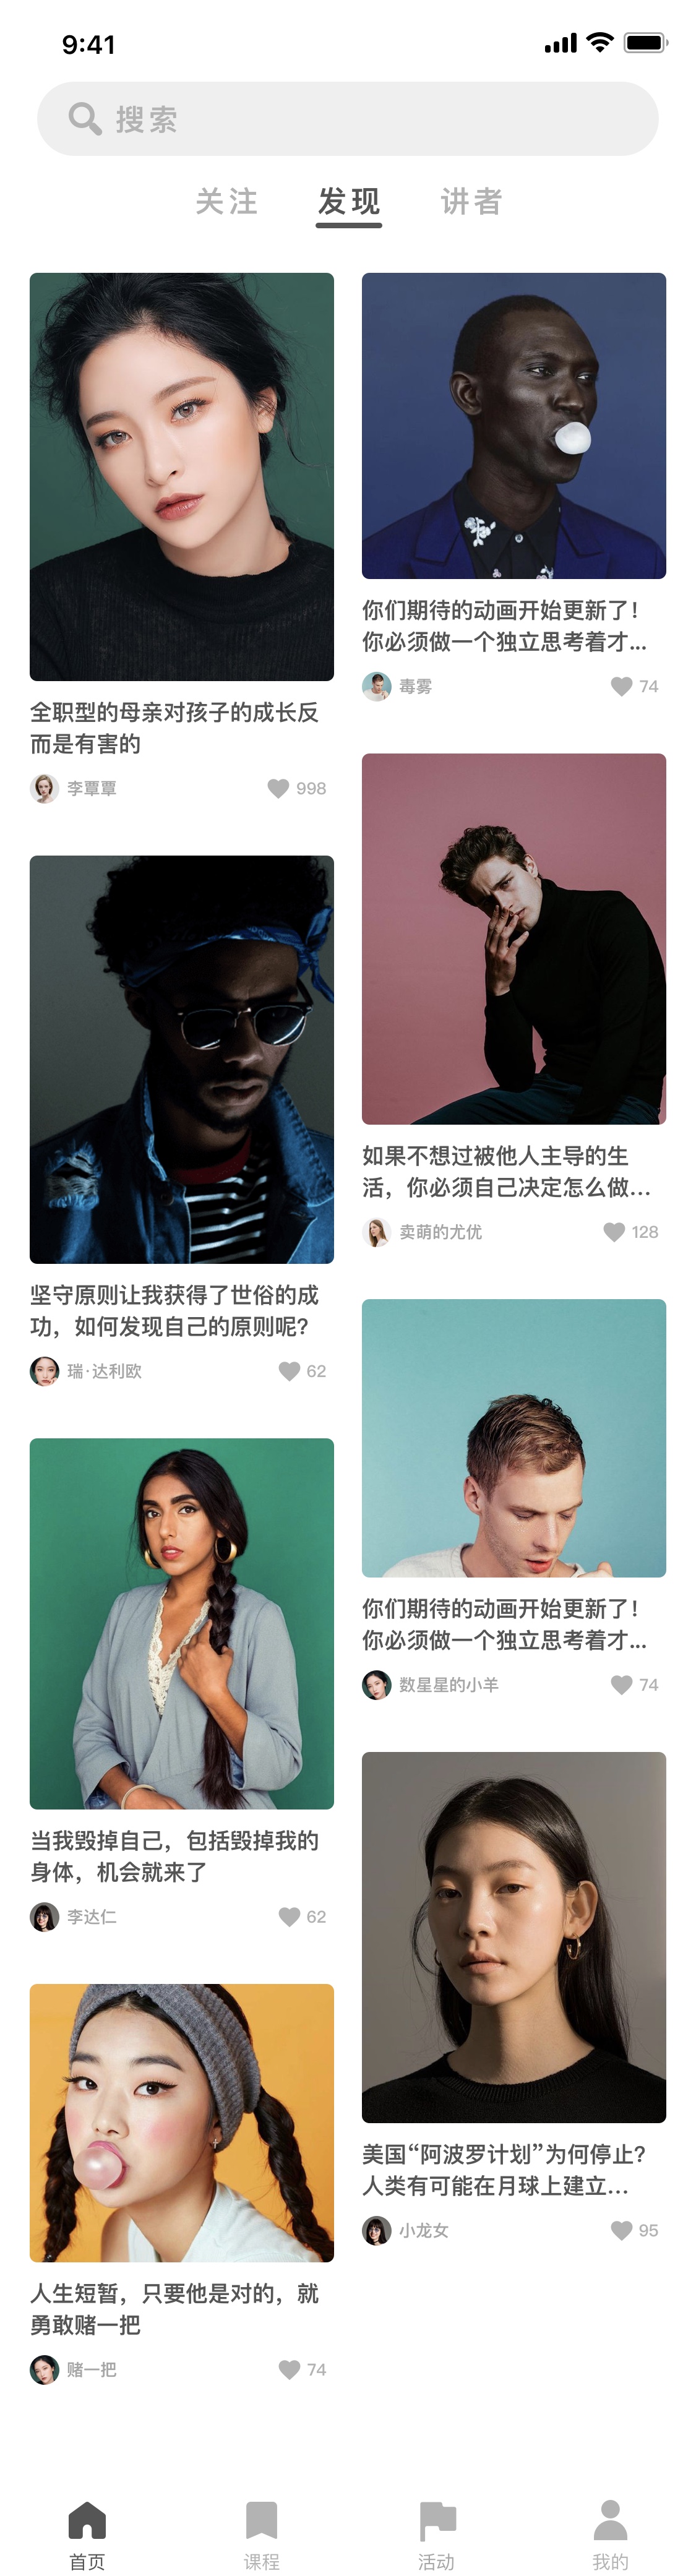 9:41
搜索
关注 发现 讲者
全职型的母亲对孩子的成长反
而是有害的
李覃覃 998
你们期待的动画开始更新了!
你必须做一个独立思考着才...
毒雾 74
坚守原则让我获得了世俗的成
功，如何发现自己的原则呢?
瑞·达利欧 62
如果不想过被他人主导的生
活，你必须自己决定怎么做...
卖萌的尤优 128
当我毁掉自己，包括毁掉我的
身体，机会就来了
李达仁 62
你们期待的动画开始更新了!
你必须做一个独立思考着才...
数星星的小羊 74
人生短暂，只要他是对的，就
勇敢赌一把
赌一把 74
美国“阿波罗计划”为何停止?
人类有可能在月球上建立...
小龙女 95
首页 课程 活动 我的